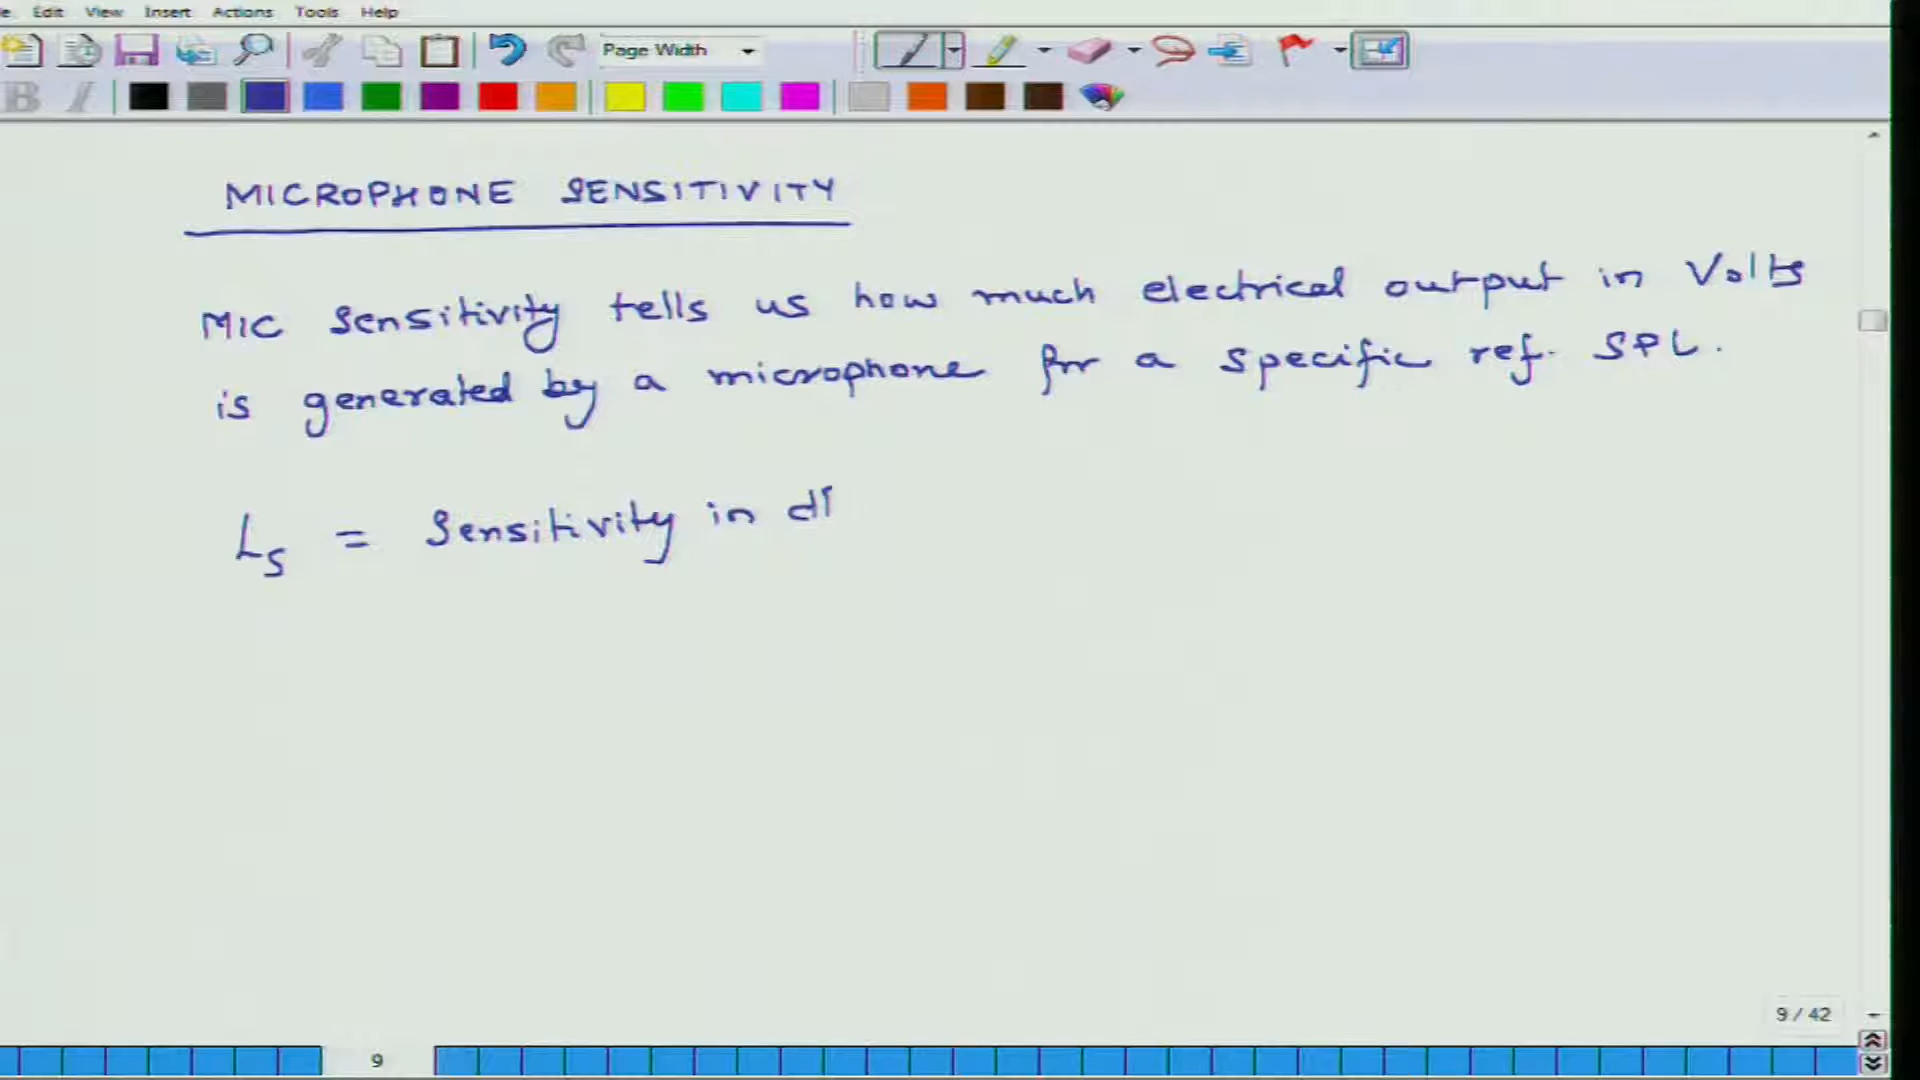 Edit View Insert Actions Tools Help
Page Width
B I
MICROPHONE SENSITIVITY
MIC Sensitivity tells us how much electrical output in Volts
is generated by a microphone for a specific ref. SPL.
Ls = Sensitivity in
9 / 42
9